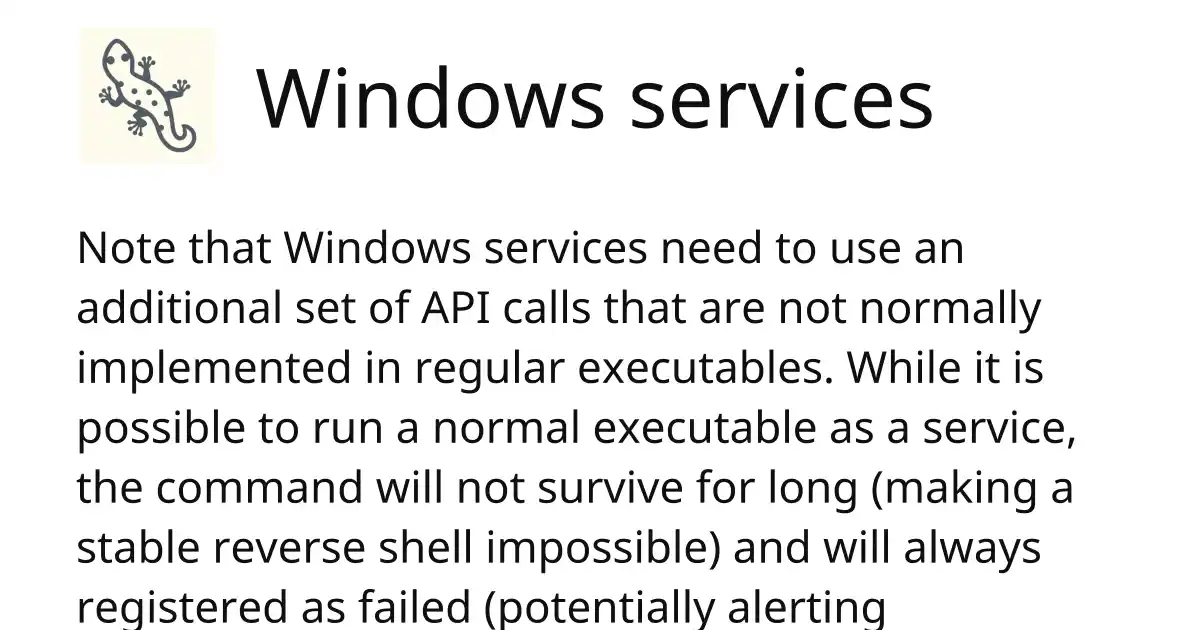 Windows services
Note that Windows services need to use an
additional set of API calls that are not normally
implemented in regular executables. While it is
possible to run a normal executable as a service,
the command will not survive for long (making a
stable reverse shell impossible) and will always
registered as failed (potentially alerting